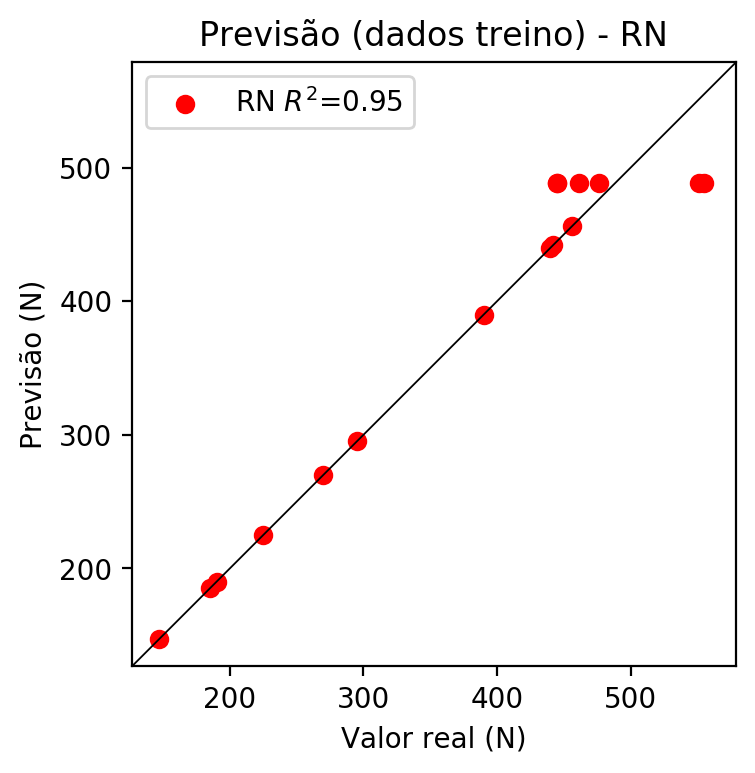 Previsão (dados treino) - RN
RN R²=0.95
500
400
300
200
Previsão (N)
200 300 400 500
Valor real (N)